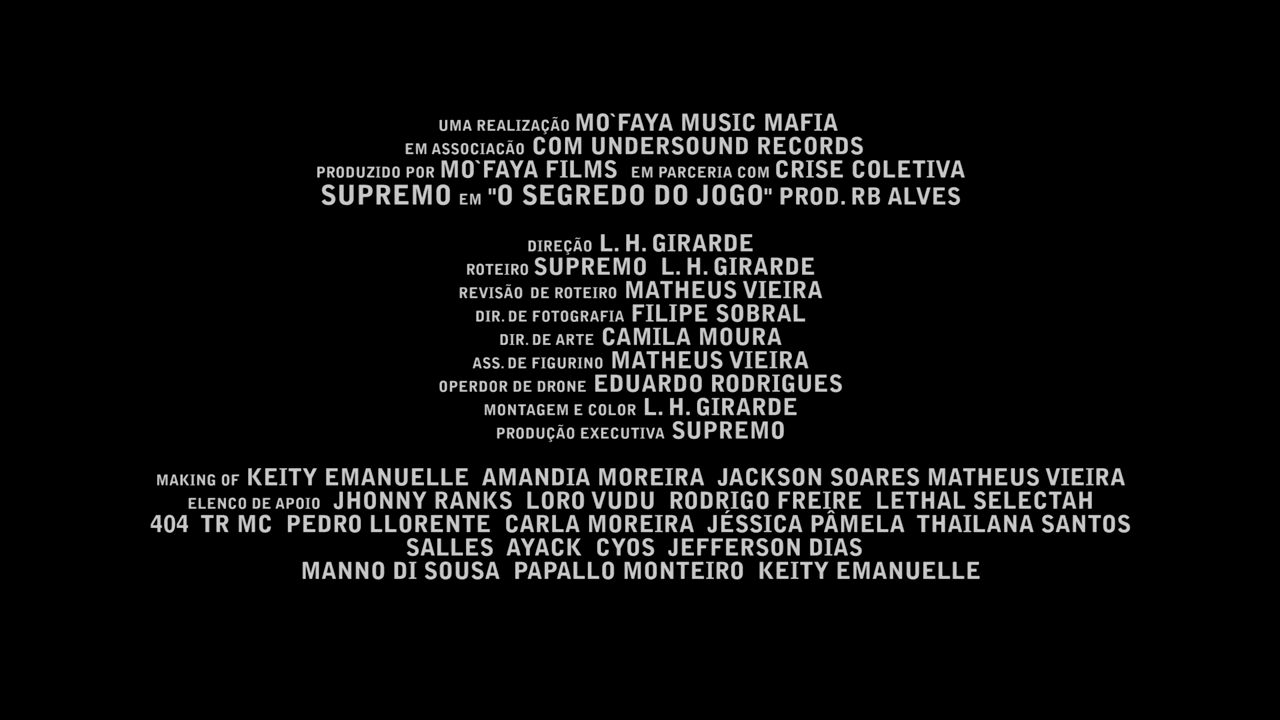 UMA REALIZAÇÃO MO`FAYA MUSIC MAFIA
EM ASSOCIACÃO COM UNDERSOUND RECORDS
PRODUZIDO POR MO`FAYA FILMS EM PARCERIA COM CRISE COLETIVA
SUPREMO EM "O SEGREDO DO JOGO" PROD. RB ALVES
DIREÇÃO L. H. GIRARDE
ROTEIRO SUPREMO L. H. GIRARDE
REVISÃO DE ROTEIRO MATHEUS VIEIRA
DIR. DE FOTOGRAFIA FILIPE SOBRAL
DIR. DE ARTE CAMILA MOURA
ASS. DE FIGURINO MATHEUS VIEIRA
OPERDOR DE DRONE EDUARDO RODRIGUES
MONTAGEM E COLOR L. H. GIRARDE
PRODUÇÃO EXECUTIVA SUPREMO
MAKING OF KEITY EMANUELLE AMANDIA MOREIRA JACKSON SOARES MATHEUS VIEIRA
ELENCO DE APOIO JHONNY RANKS LORO VUDU RODRIGO FREIRE LETHAL SELECTAH
404 TR MC PEDRO LLORENTE CARLA MOREIRA JÉSSICA PÂMELA THAILANA SANTOS
SALLES AYACK CYOS JEFFERSON DIAS
MANNO DI SOUSA PAPALLO MONTEIRO KEITY EMANUELLE